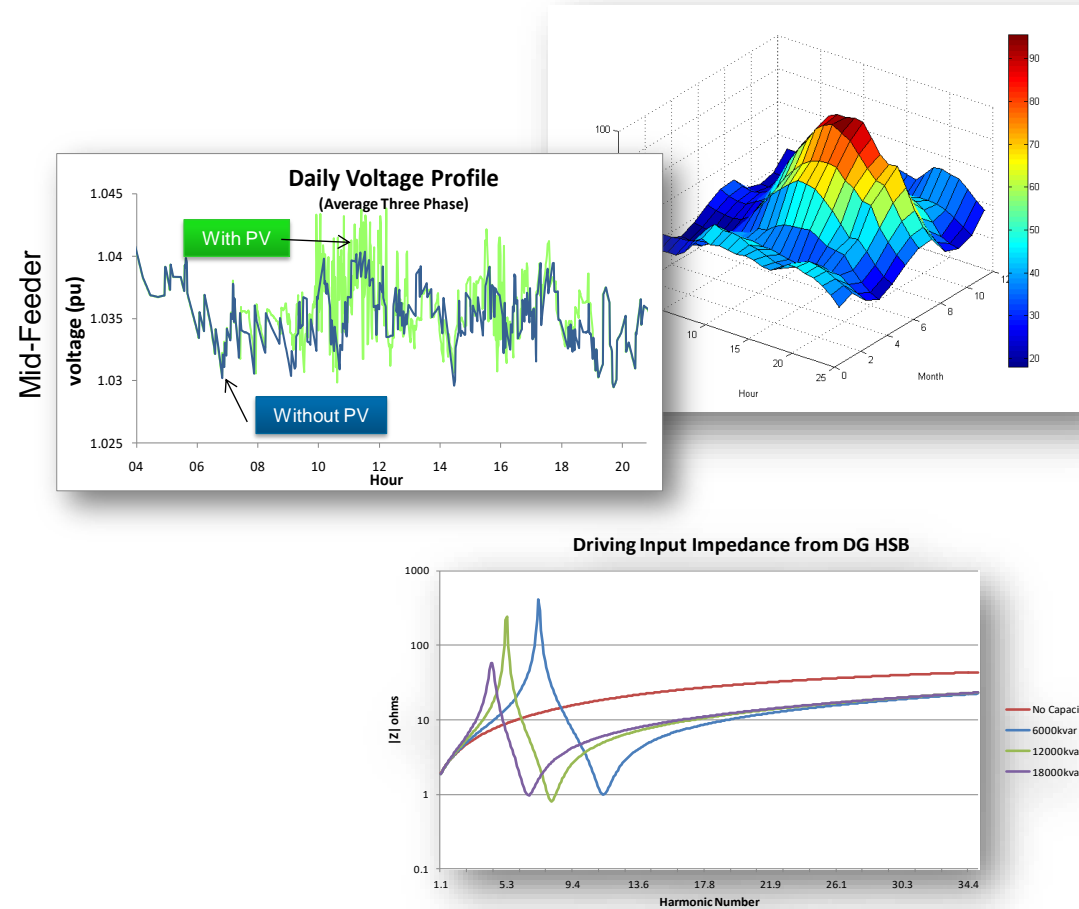 Mid-Feeder
Daily Voltage Profile
(Average Three Phase)
With PV
Without PV
voltage (pu)
1.045
1.04
1.035
1.03
1.025
04 06 08 10 12 14 16 18 20
Hour
100
10 15 20 25
Hour
0 2 4 6 8 10 12
Month
90
80
70
60
50
40
30
20
Driving Input Impedance from DG HSB
|Z| ohms
1000
100
10
1
0.1
1.1 5.3 9.4 13.6 17.8 21.9 26.1 30.3 34.4
Harmonic Number
No Capaci
6000kvar
12000kva
18000kva